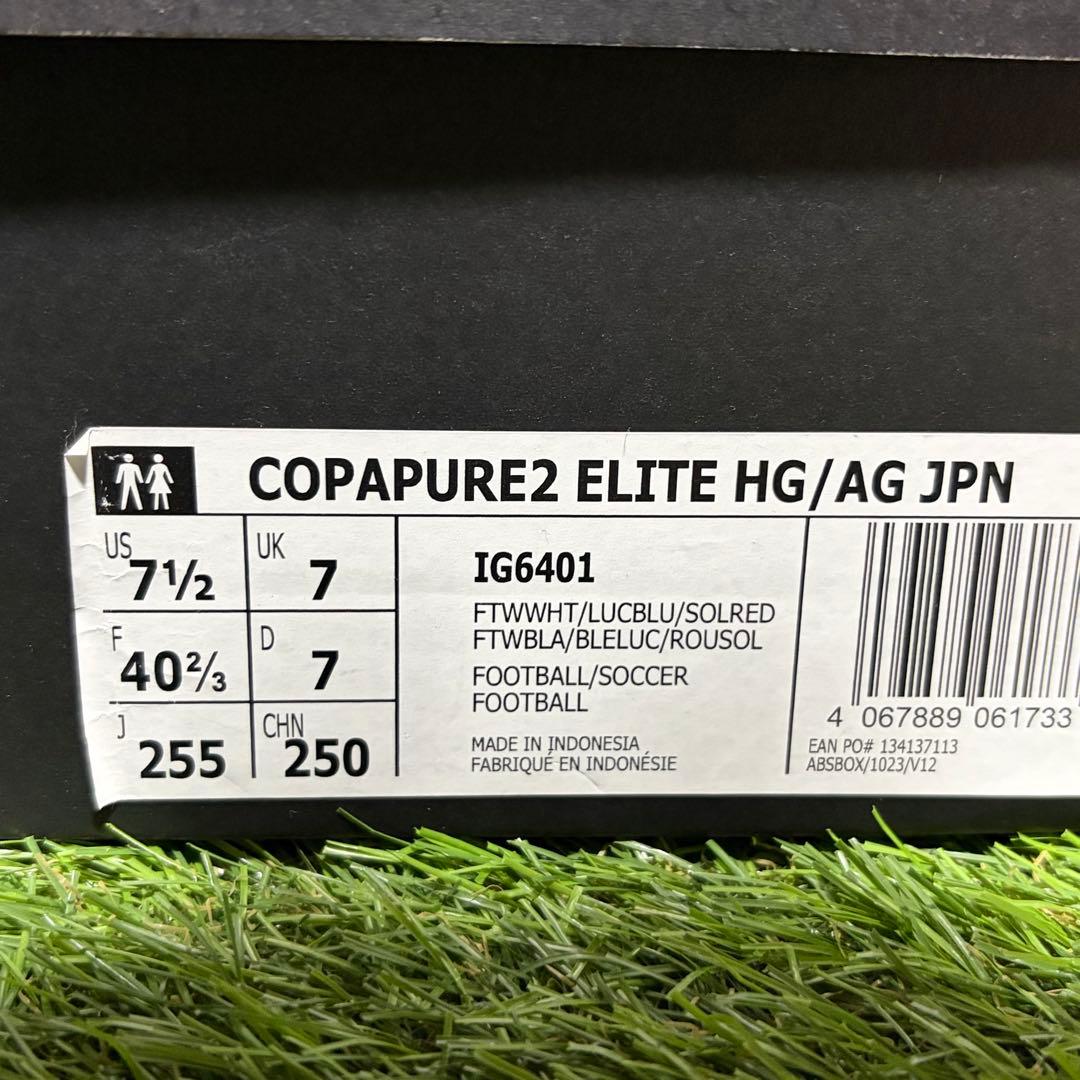 COPAPURE2 ELITE HG/AG JPN
US 7½ UK 7
F 40⅔ D 7
J 255 CHN 250
IG6401
FTWWHT/LUCBLU/SOLRED
FTWBLA/BLELUC/ROUSOL
FOOTBALL/SOCCER
FOOTBALL
MADE IN INDONESIA
FABRIQUÉ EN INDONÉSIE
4 067889 061733
EAN PO# 134137113
ABSBOX/1023/V12